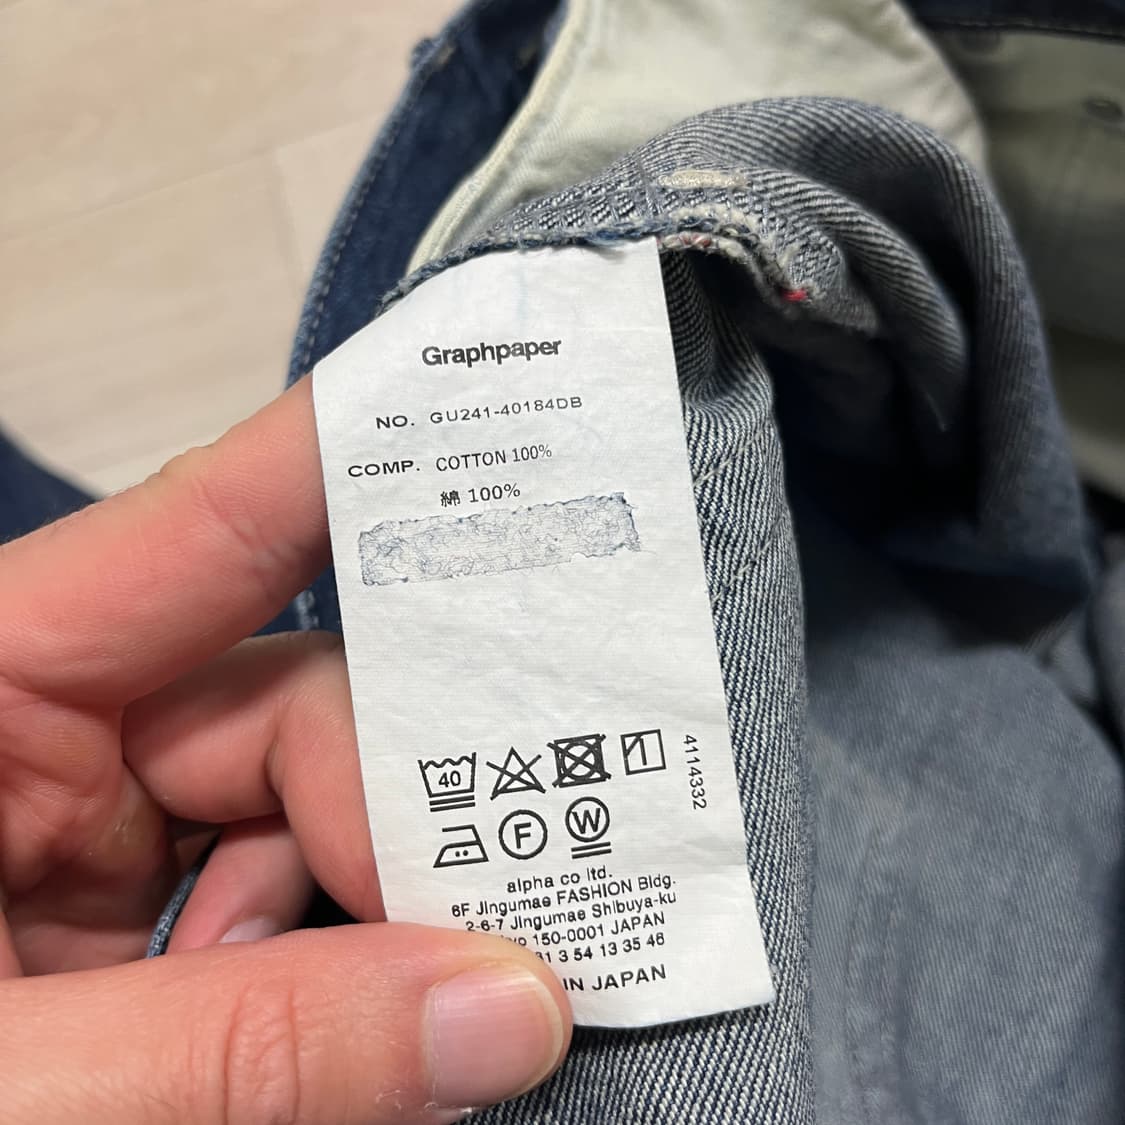 Graphpaper
NO. GU241-40184DB
COMP. COTTON 100%
綿 100%
40
4114332
F
W
alpha co ltd.
6F Jingumae FASHION Bldg.
2-6-7 Jingumae Shibuya-ku
150-0001 JAPAN
3 54 13 35 46
IN JAPAN